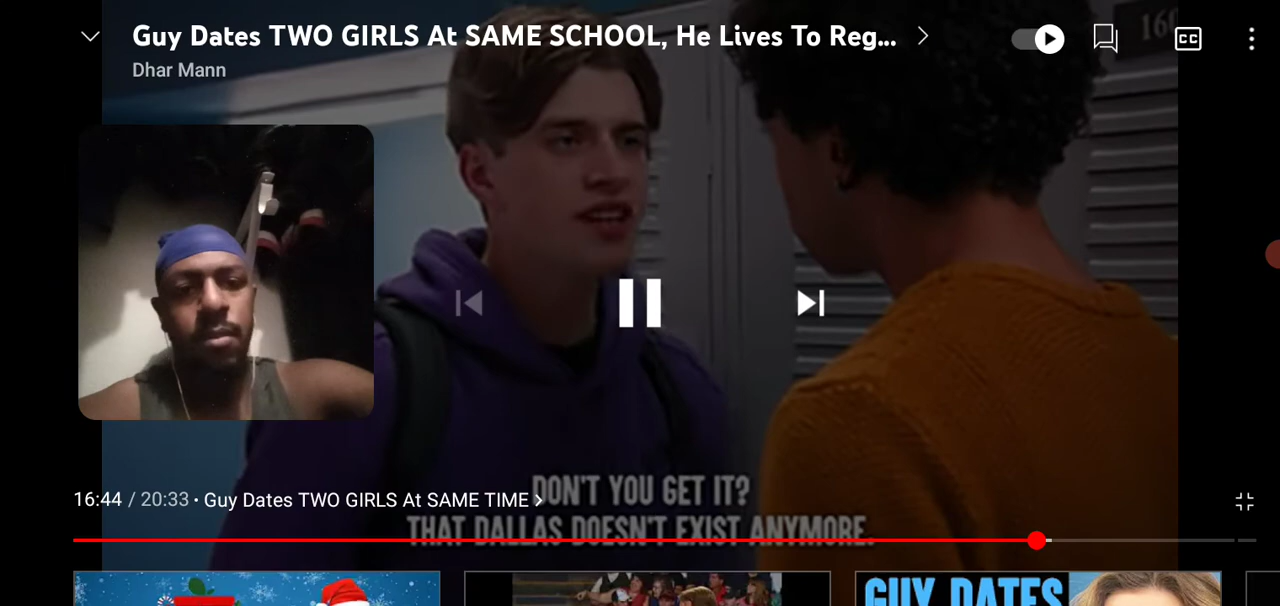 Guy Dates TWO GIRLS At SAME SCHOOL, He Lives To Reg...
Dhar Mann
CC
160
16:44 / 20:33 · Guy Dates TWO GIRLS At SAME TIME
DON'T YOU GET IT?
THAT DALLAS DOESN'T EXIST ANYMORE.
GUY DATES